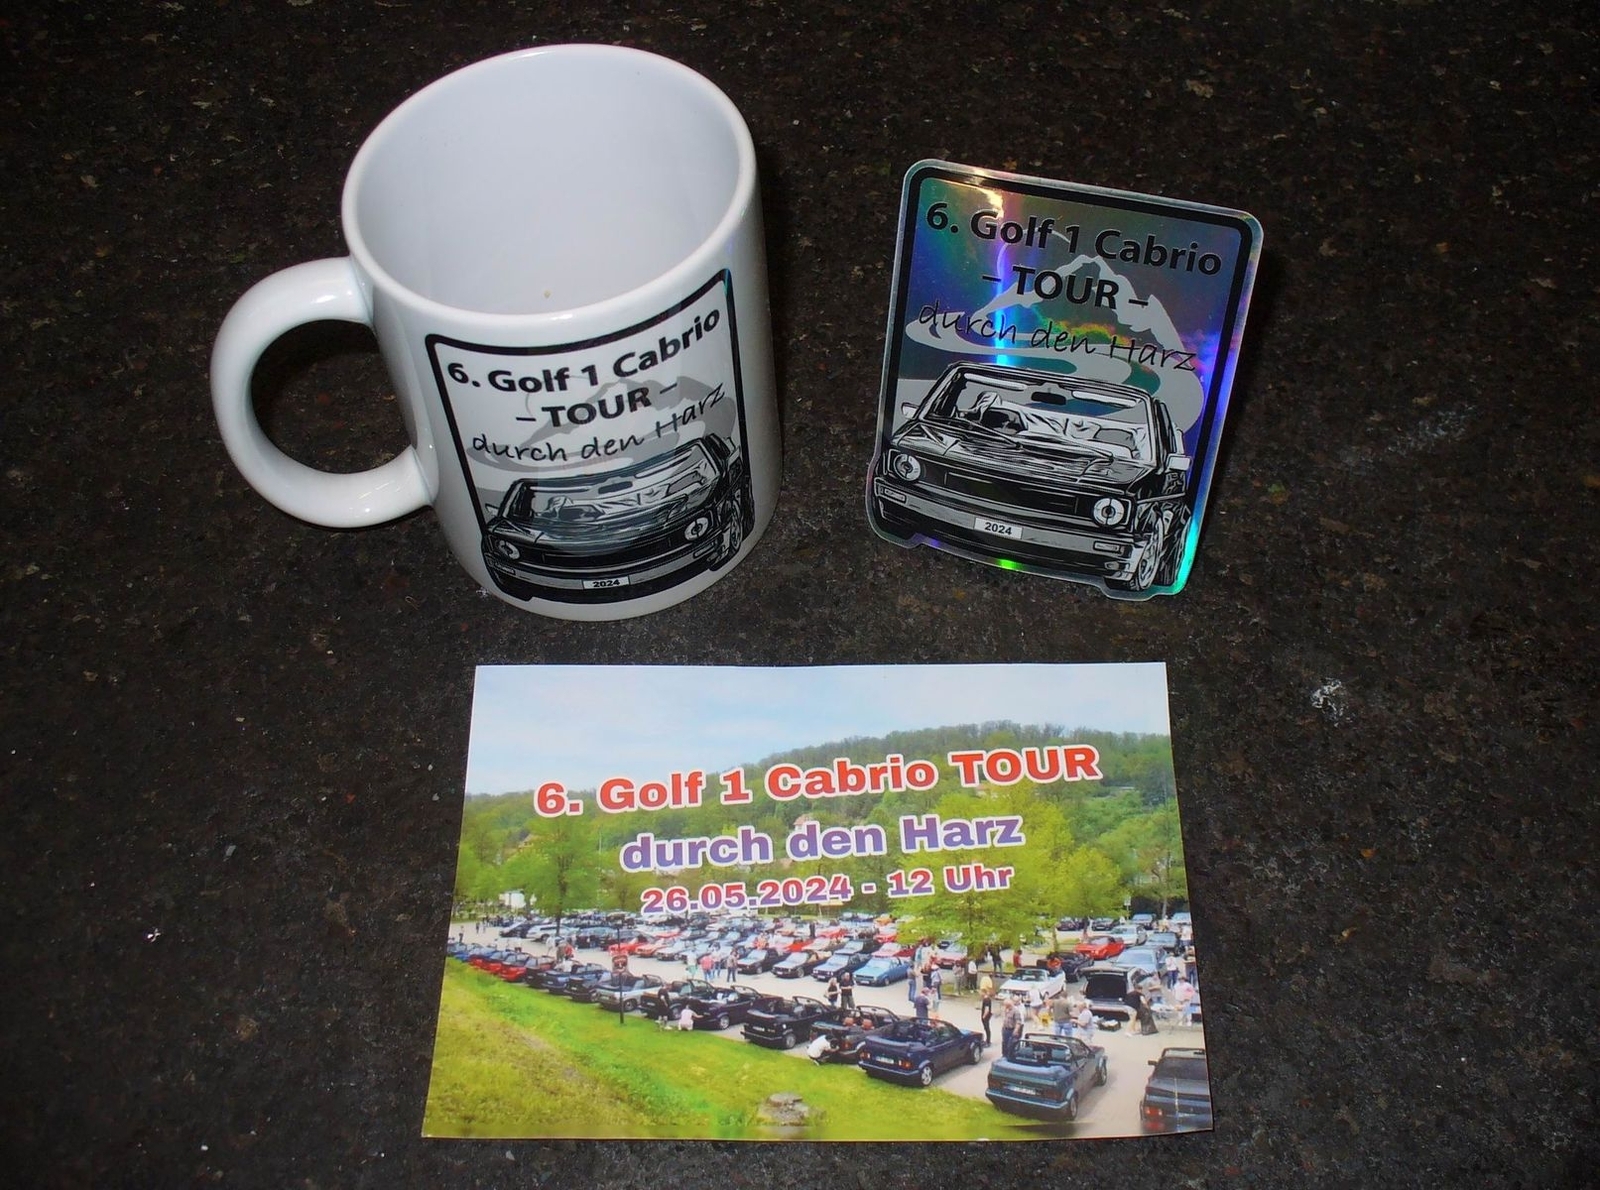 6. Golf 1 Cabrio
– TOUR –
durch den Harz
2024
6. Golf 1 Cabrio
– TOUR –
durch den Harz
2024
6. Golf 1 Cabrio TOUR
durch den Harz
26.05.2024 - 12 Uhr